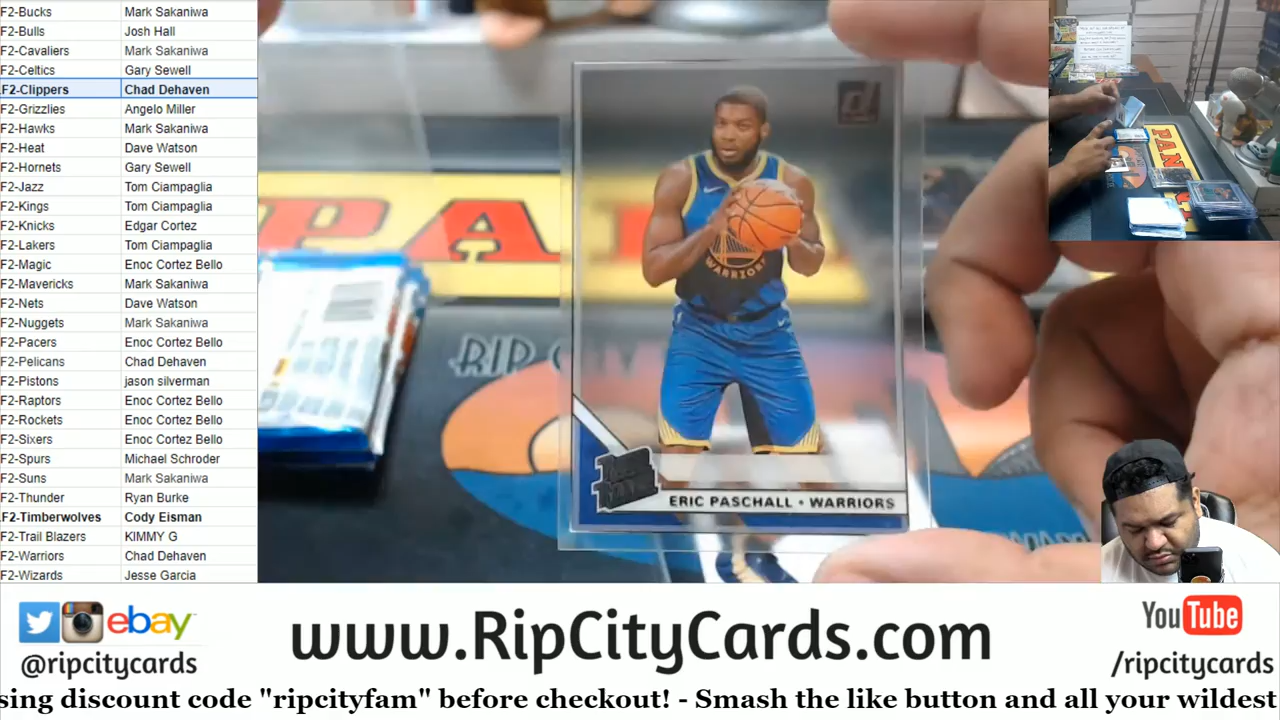 F2-Bucks Mark Sakaniwa
F2-Bulls Josh Hall
F2-Cavaliers Mark Sakaniwa
F2-Celtics Gary Sewell
F2-Clippers Chad Dehaven
F2-Grizzlies Angelo Miller
F2-Hawks Mark Sakaniwa
F2-Heat Dave Watson
F2-Hornets Gary Sewell
F2-Jazz Tom Ciampaglia
F2-Kings Tom Ciampaglia
F2-Knicks Edgar Cortez
F2-Lakers Tom Ciampaglia
F2-Magic Enoc Cortez Bello
F2-Mavericks Mark Sakaniwa
F2-Nets Dave Watson
F2-Nuggets Mark Sakaniwa
F2-Pacers Enoc Cortez Bello
F2-Pelicans Chad Dehaven
F2-Pistons jason silverman
F2-Raptors Enoc Cortez Bello
F2-Rockets Enoc Cortez Bello
F2-Sixers Enoc Cortez Bello
F2-Spurs Michael Schroder
F2-Suns Mark Sakaniwa
F2-Thunder Ryan Burke
F2-Timberwolves Cody Eisman
F2-Trail Blazers KIMMY G
F2-Warriors Chad Dehaven
F2-Wizards Jesse Garcia
PA
RIP
d
WARRIORS
RATED
ROOKIE
ERIC PASCHALL • WARRIORS
PANI
ebay
@ripcitycards
www.RipCityCards.com
YouTube
/ripcitycards
sing discount code "ripcityfam" before checkout! - Smash the like button and all your wildest